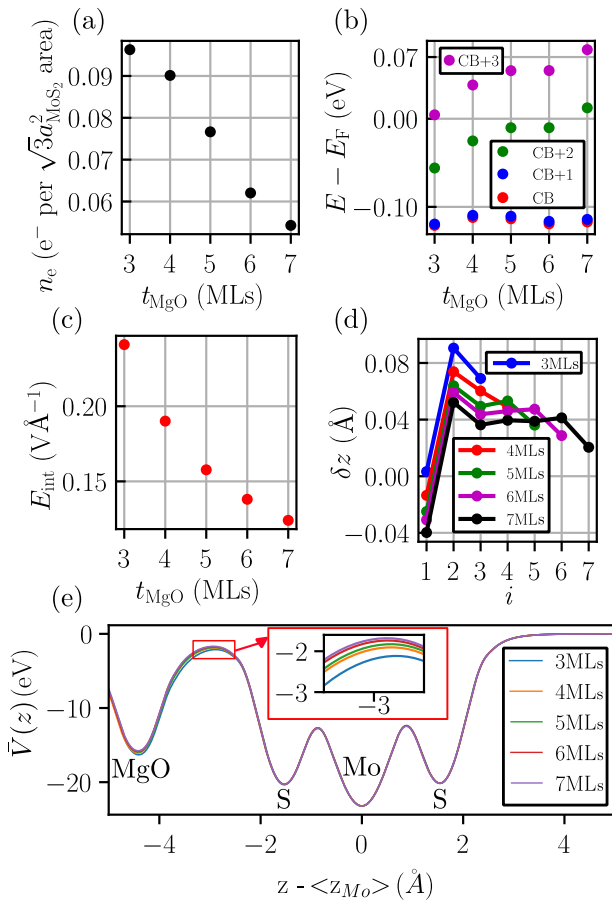 (a)
n_e (e⁻ per √3a²_MoS₂ area)
0.09
0.08
0.07
0.06
3 4 5 6 7
t_MgO (MLs)
(b)
E − E_F (eV)
0.07
0.00
−0.10
CB+3
CB+2
CB+1
CB
3 4 5 6 7
t_MgO (MLs)
(c)
E_int (V Å⁻¹)
0.20
0.15
3 4 5 6 7
t_MgO (MLs)
(d)
δz (Å)
0.08
0.04
0.00
−0.04
3MLs
4MLs
5MLs
6MLs
7MLs
1 2 3 4 5 6 7
i
(e)
V̄(z) (eV)
0
−10
−20
−2
−3
−3
MgO
S
Mo
S
3MLs
4MLs
5MLs
6MLs
7MLs
−4 −2 0 2 4
z - <z_Mo> (Å)